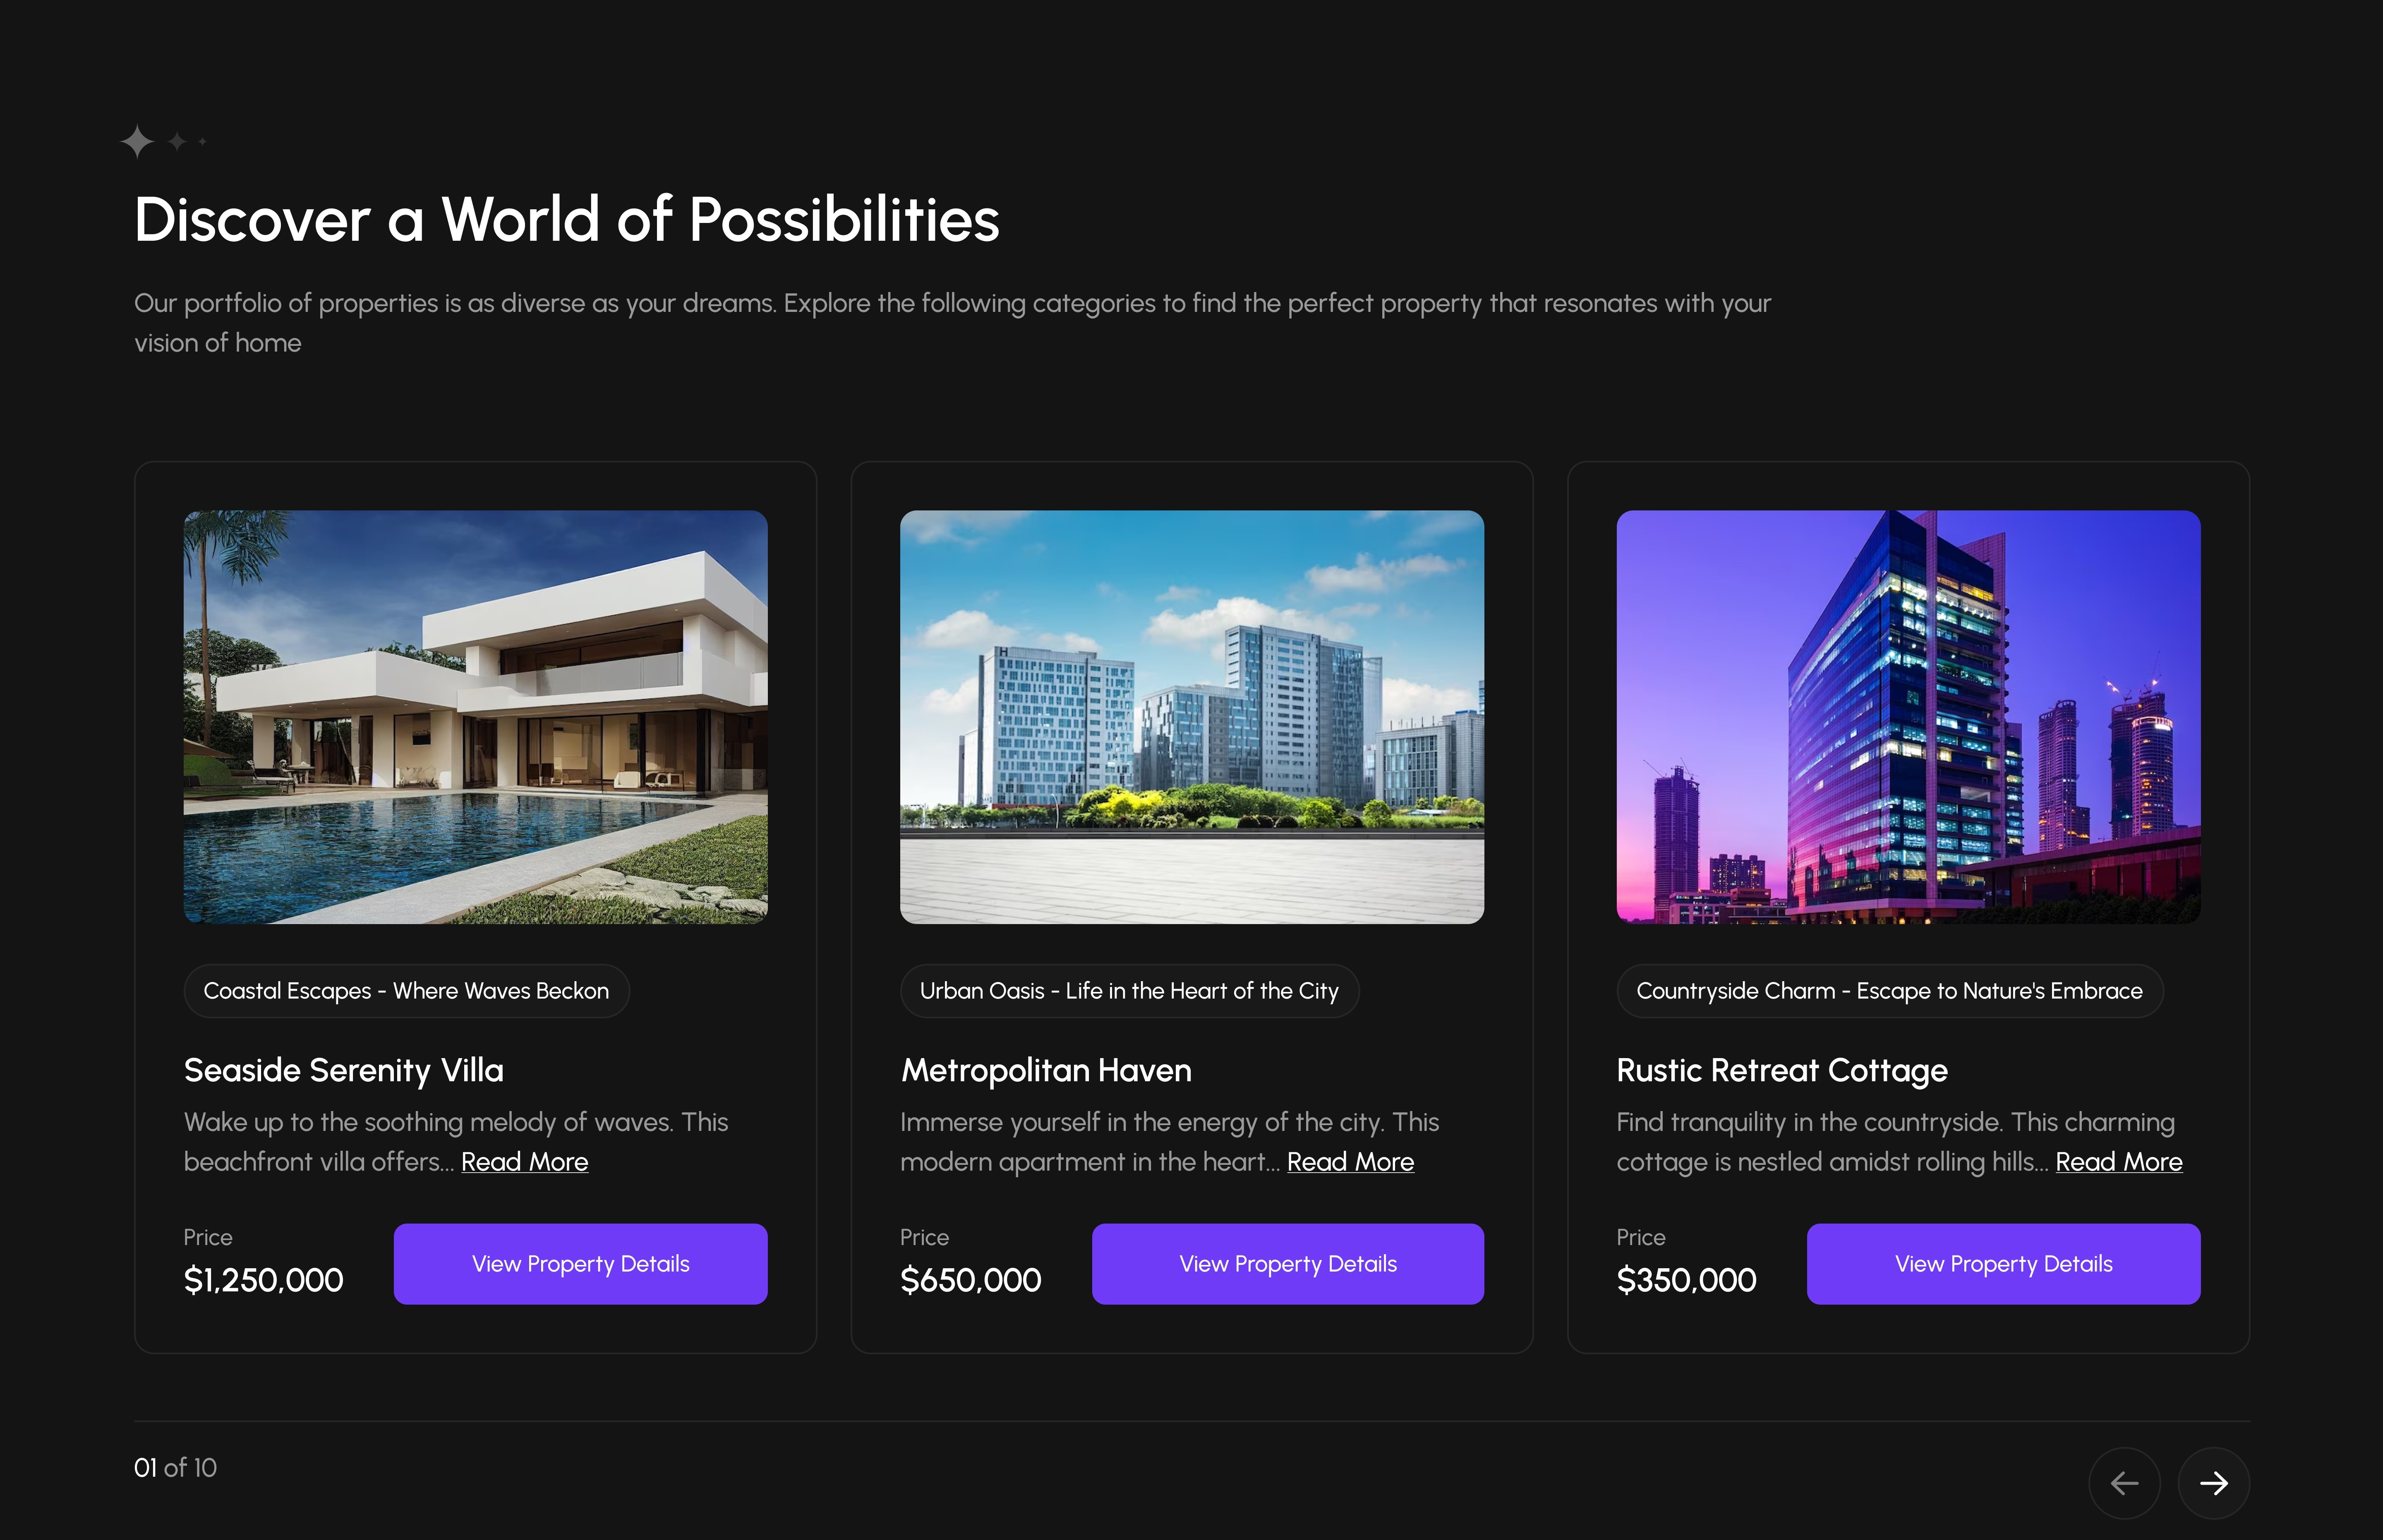 Discover a World of Possibilities
Our portfolio of properties is as diverse as your dreams. Explore the following categories to find the perfect property that resonates with your
vision of home
Coastal Escapes - Where Waves Beckon
Seaside Serenity Villa
Wake up to the soothing melody of waves. This
beachfront villa offers... Read More
Price
$1,250,000
View Property Details
H
Urban Oasis - Life in the Heart of the City
Metropolitan Haven
Immerse yourself in the energy of the city. This
modern apartment in the heart... Read More
Price
$650,000
View Property Details
Countryside Charm - Escape to Nature's Embrace
Rustic Retreat Cottage
Find tranquility in the countryside. This charming
cottage is nestled amidst rolling hills... Read More
Price
$350,000
View Property Details
01 of 10